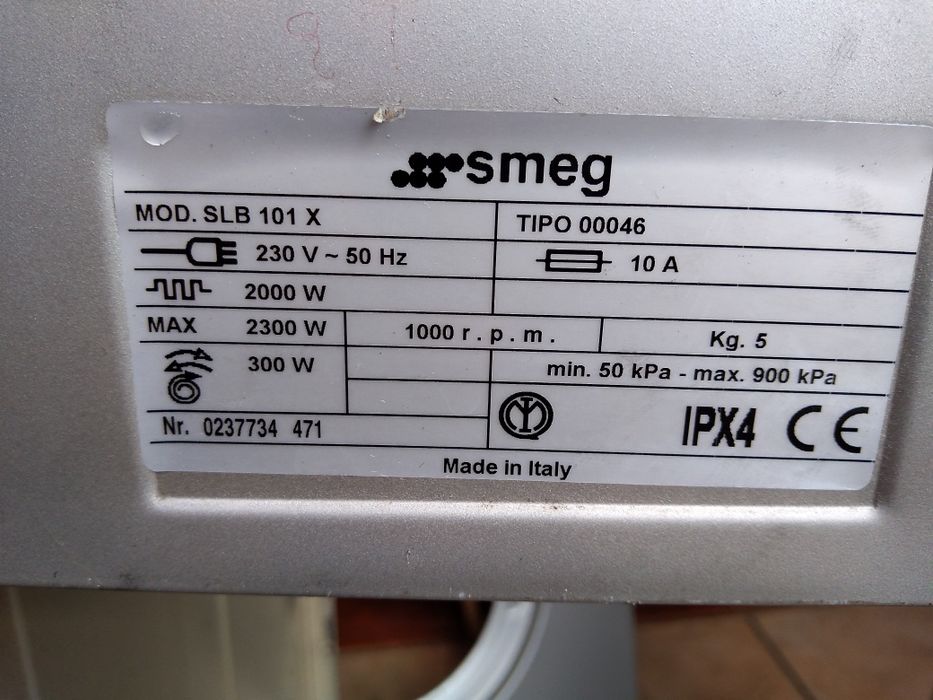 smeg
MOD. SLB 101 X
TIPO 00046
230 V ~ 50 Hz
10 A
2000 W
MAX 2300 W
1000 r . p . m .
Kg. 5
300 W
min. 50 kPa - max. 900 kPa
Nr. 0237734 471
IPX4 CE
Made in Italy